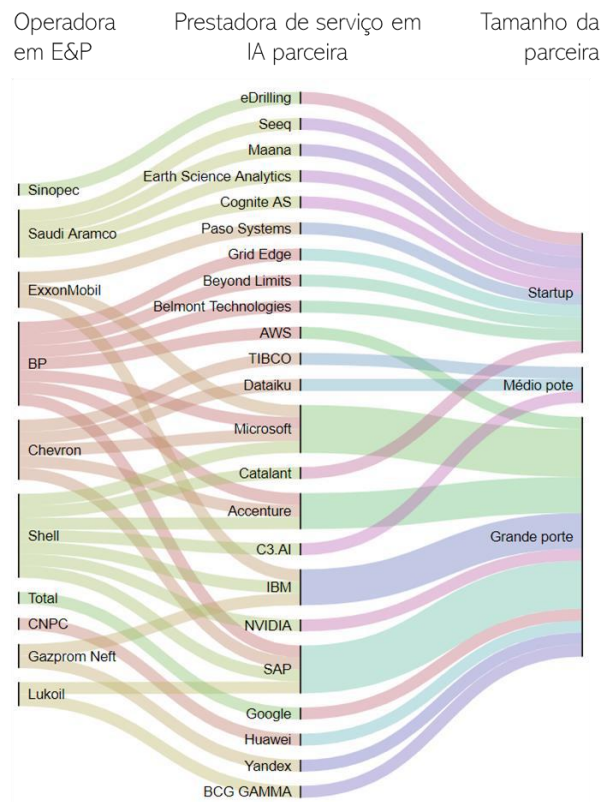 Operadora
em E&P
Prestadora de serviço em
IA parceira
Tamanho da
parceira
Sinopec
Saudi Aramco
ExxonMobil
BP
Chevron
Shell
Total
CNPC
Gazprom Neft
Lukoil
eDrilling
Seeq
Maana
Earth Science Analytics
Cognite AS
Paso Systems
Grid Edge
Beyond Limits
Belmont Technologies
AWS
TIBCO
Dataiku
Microsoft
Catalant
Accenture
C3.AI
IBM
NVIDIA
SAP
Google
Huawei
Yandex
BCG GAMMA
Startup
Médio pote
Grande porte